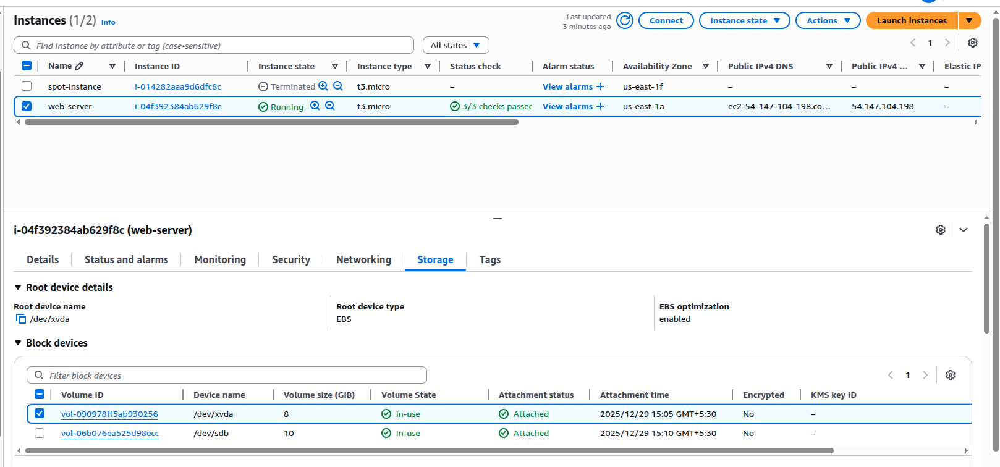 Instances (1/2) Info
Last updated
3 minutes ago
Connect
Instance state
Actions
Launch instances
Find Instance by attribute or tag (case-sensitive)
All states
1
Name Instance ID Instance state Instance type Status check Alarm status Availability Zone Public IPv4 DNS Public IPv4 ... Elastic IP
spot-instance i-014282aaa9d6dfc8c Terminated t3.micro – View alarms + us-east-1f – – –
web-server i-04f392384ab629f8c Running t3.micro 3/3 checks passed View alarms + us-east-1a ec2-54-147-104-198.co... 54.147.104.198 –
i-04f392384ab629f8c (web-server)
Details Status and alarms Monitoring Security Networking Storage Tags
Root device details
Root device name Root device type EBS optimization
/dev/xvda EBS enabled
Block devices
Filter block devices
1
Volume ID Device name Volume size (GiB) Volume State Attachment status Attachment time Encrypted KMS key ID
vol-090978ff5ab930256 /dev/xvda 8 In-use Attached 2025/12/29 15:05 GMT+5:30 No –
vol-06b076ea525d98ecc /dev/sdb 10 In-use Attached 2025/12/29 15:10 GMT+5:30 No –